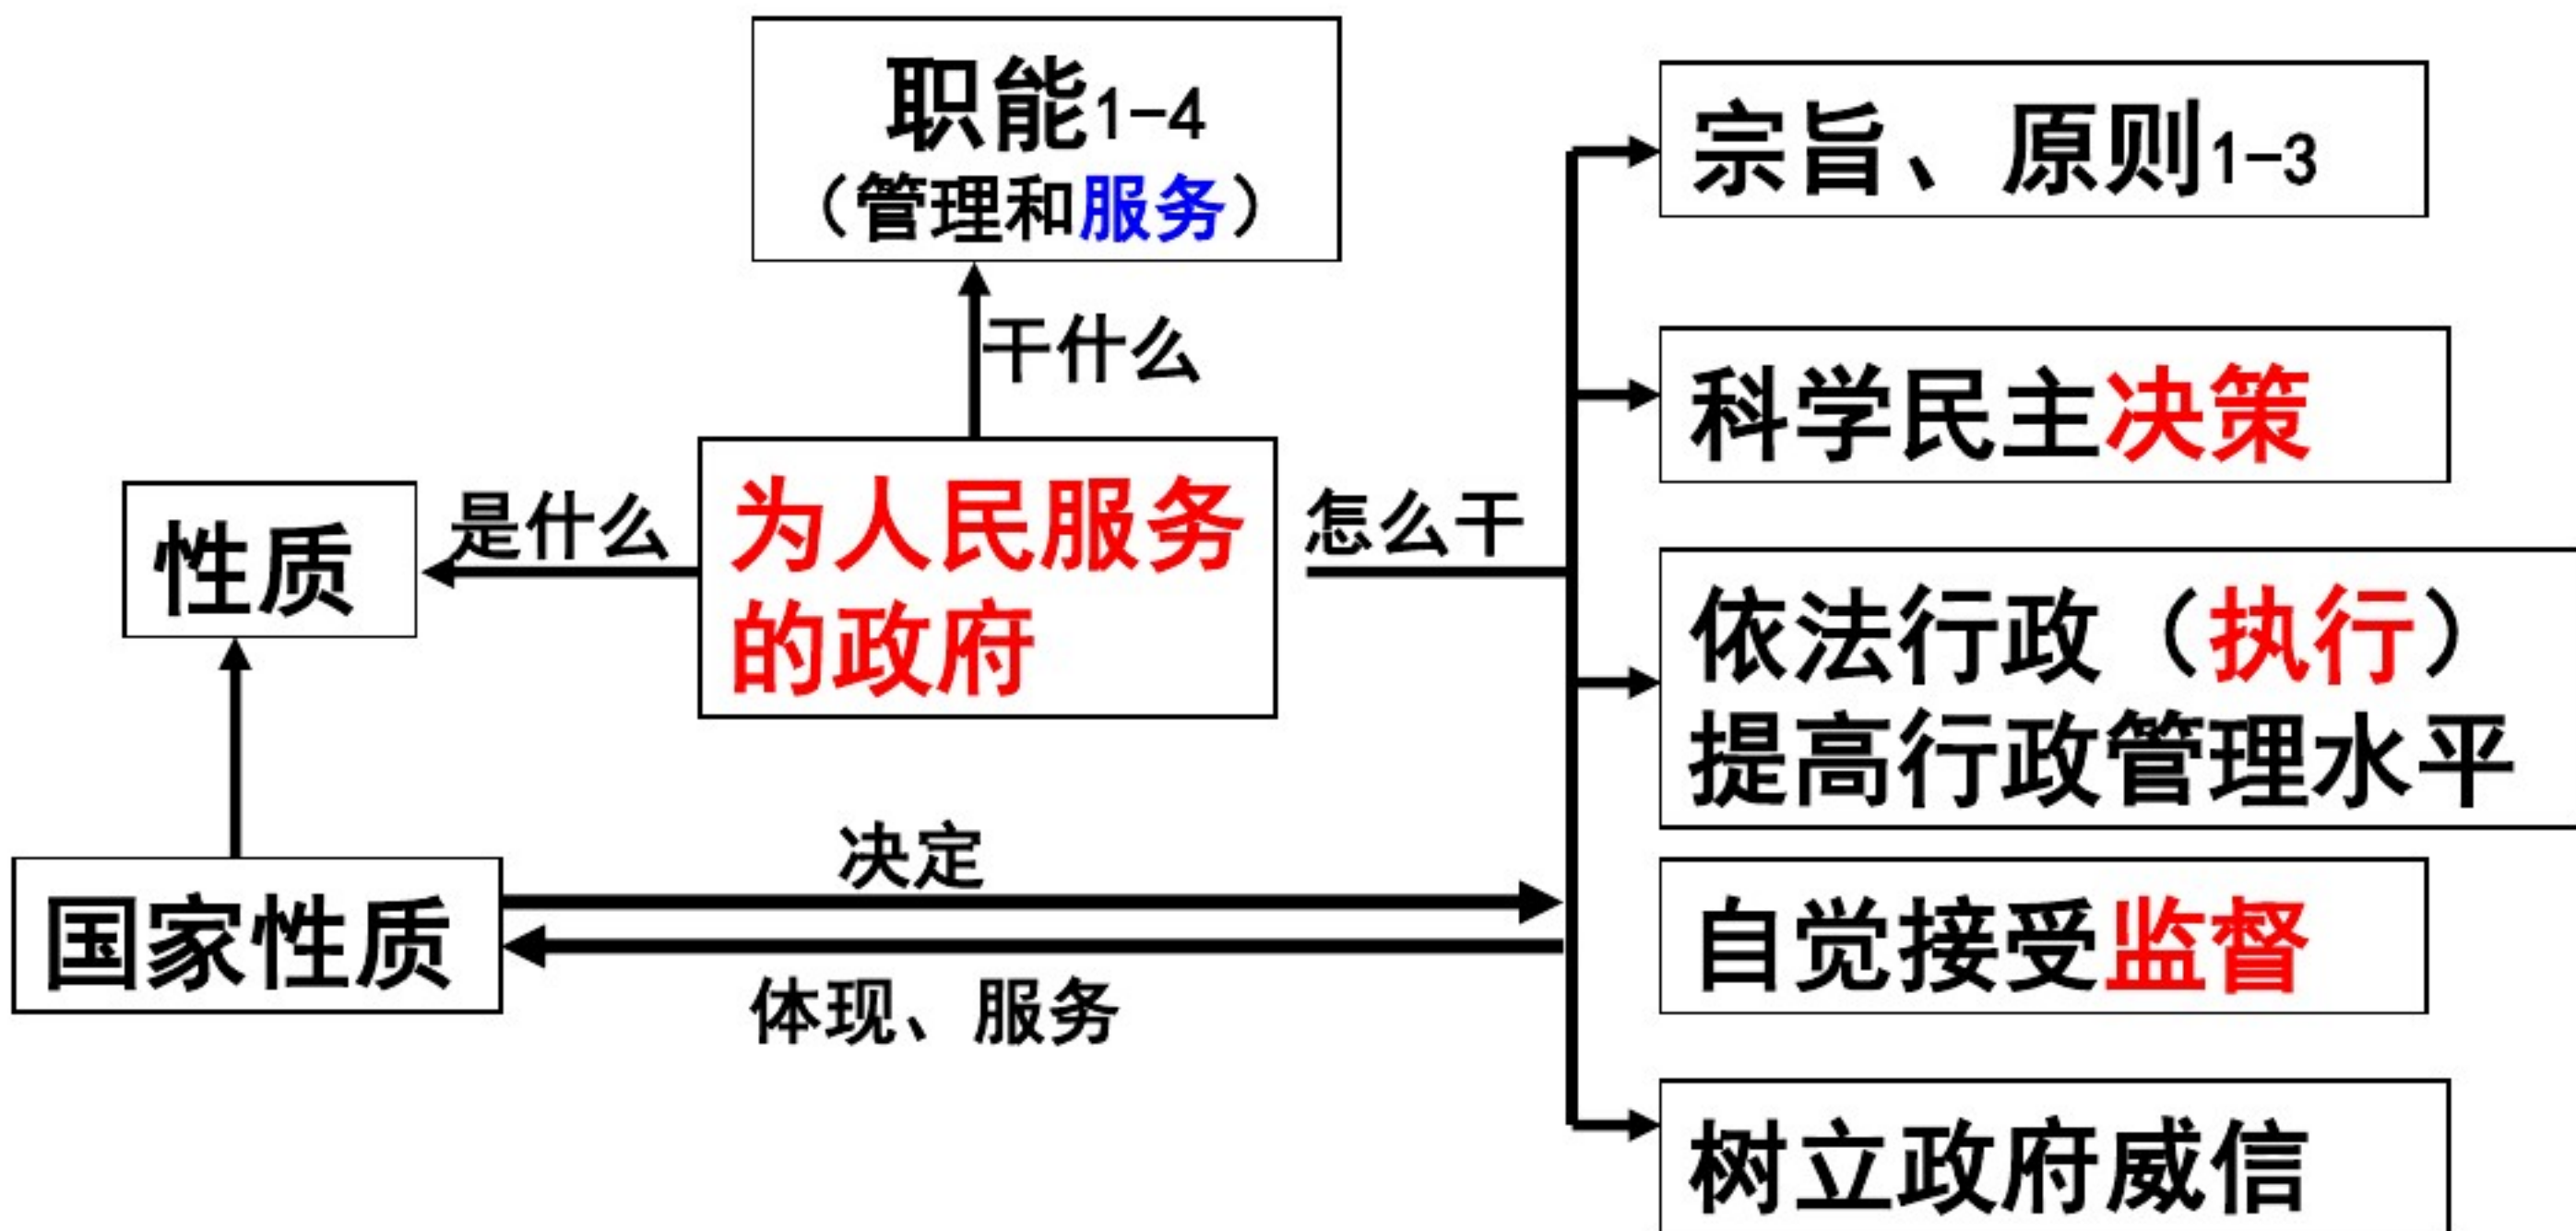 职能1-4
（管理和服务）
干什么
宗旨、原则1-3
科学民主决策
性质
是什么
为人民服务
的政府
怎么干
依法行政（执行）
提高行政管理水平
国家性质
决定
体现、服务
自觉接受监督
树立政府威信